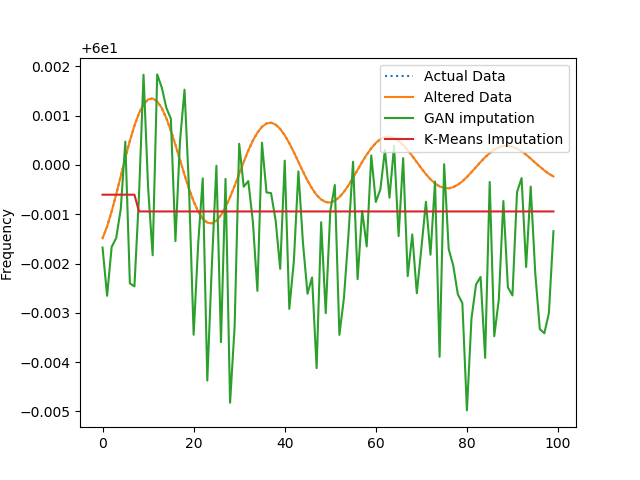 +6e1
0.002
0.001
0.000
−0.001
−0.002
−0.003
−0.004
−0.005
Frequency
0
20
40
60
80
100
Actual Data
Altered Data
GAN imputation
K-Means Imputation